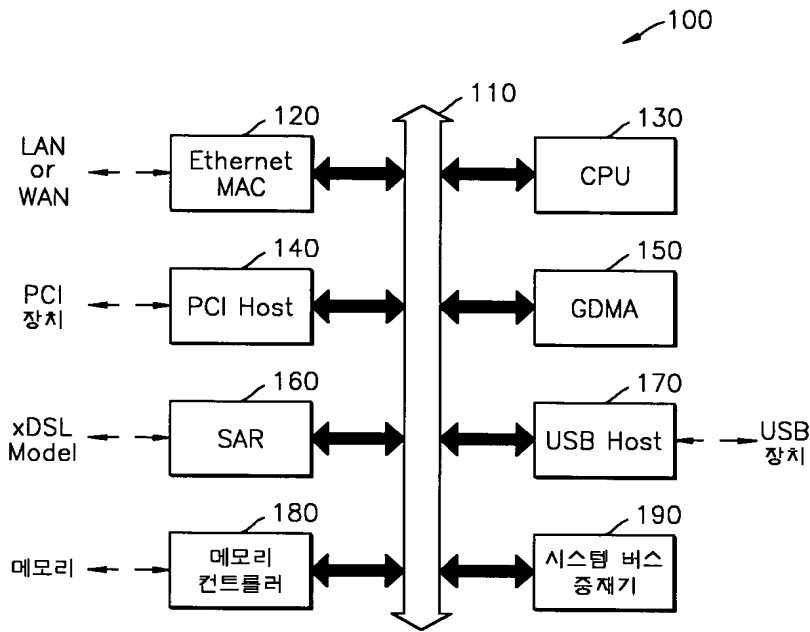 100
110
120
130
LAN
or
WAN
Ethernet
MAC
CPU
140
150
PCI
장치
PCI Host
GDMA
160
170
xDSL
Model
SAR
USB Host
USB
장치
180
190
메모리
메모리
컨트롤러
시스템 버스
중재기